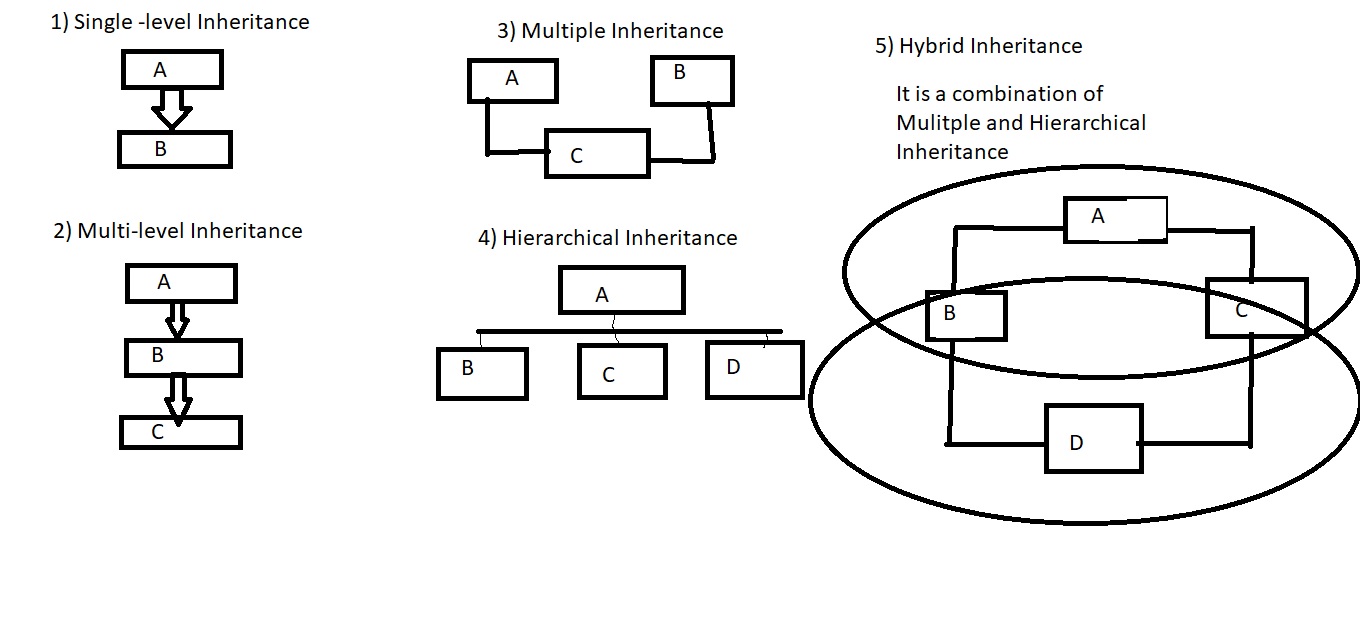 1) Single -level Inheritance
A
B
2) Multi-level Inheritance
A
B
C
3) Multiple Inheritance
A
B
C
4) Hierarchical Inheritance
A
B
C
D
5) Hybrid Inheritance
It is a combination of
Mulitple and Hierarchical
Inheritance
A
B
C
D